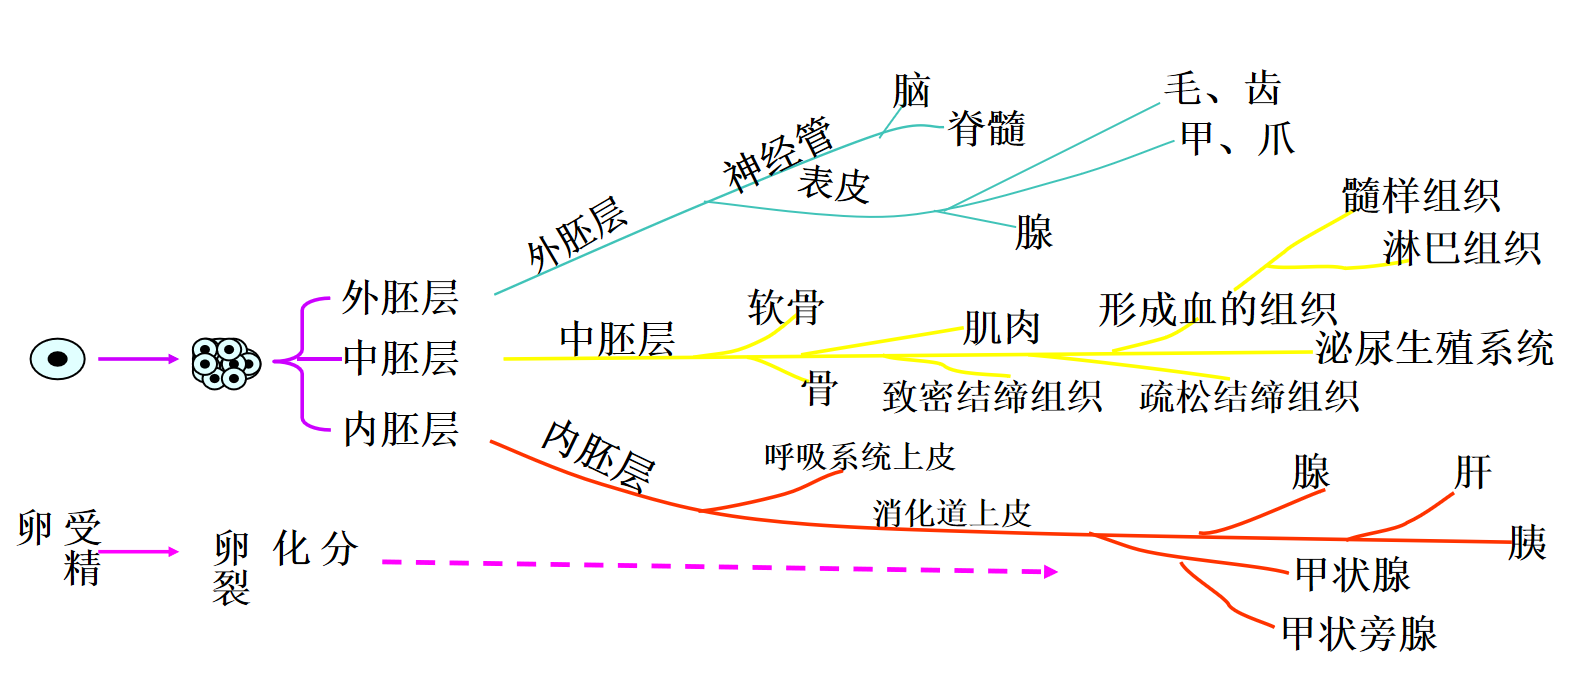 脑
脊髓
毛、齿
甲、爪
神经管
表皮
腺
外胚层
髓样组织
淋巴组织
外胚层
中胚层
内胚层
中胚层
软骨
骨
肌肉
形成血的组织
泌尿生殖系统
致密结缔组织
疏松结缔组织
内胚层
呼吸系统上皮
消化道上皮
腺
肝
胰
甲状腺
甲状旁腺
卵 受
精
卵 化 分
裂